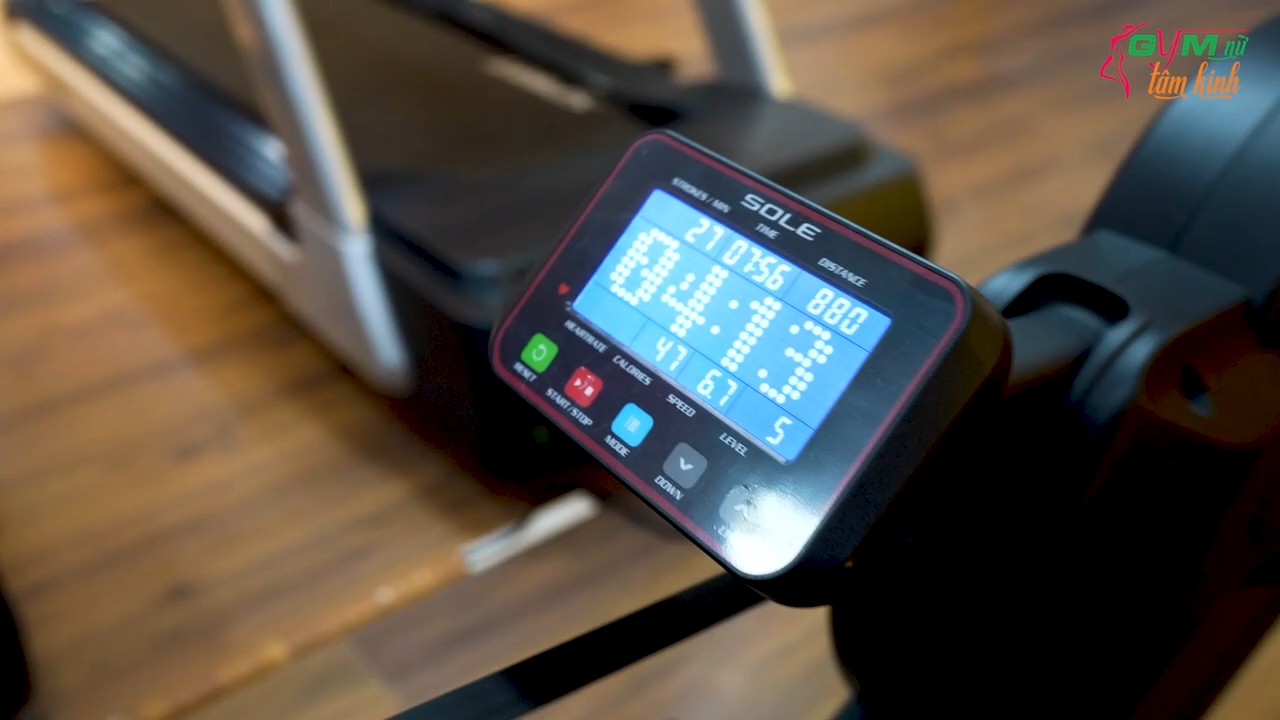 GYM nữ
tâm kinh
SOLE
STROKES / MIN
TIME
DISTANCE
27 07:56 880
04:13
47 6.7 5
HEARTRATE
CALORIES
SPEED
LEVEL
RESET
START/STOP
MODE
DOWN